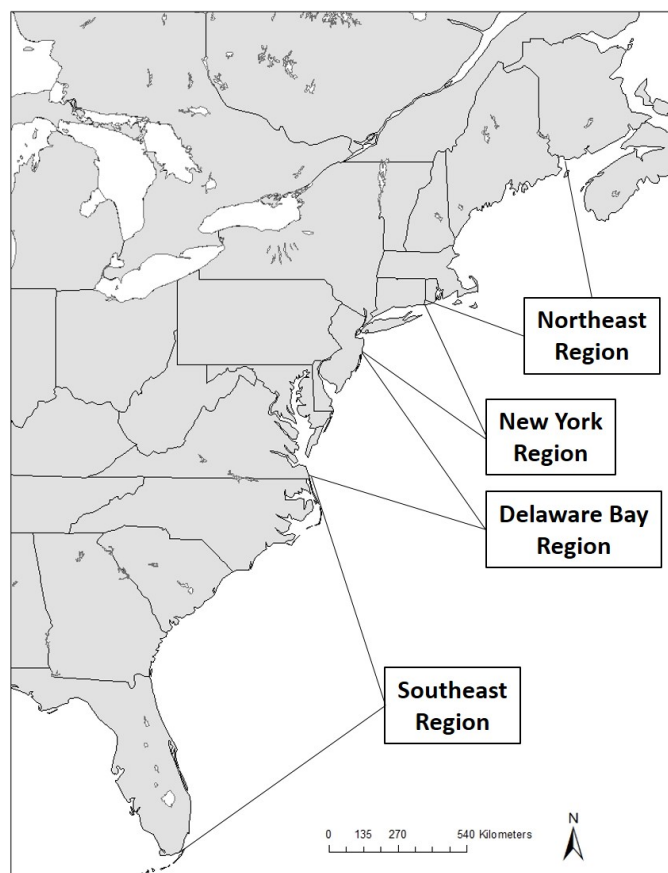 Northeast
Region
New York
Region
Delaware Bay
Region
Southeast
Region
N
0 135 270 540 Kilometers